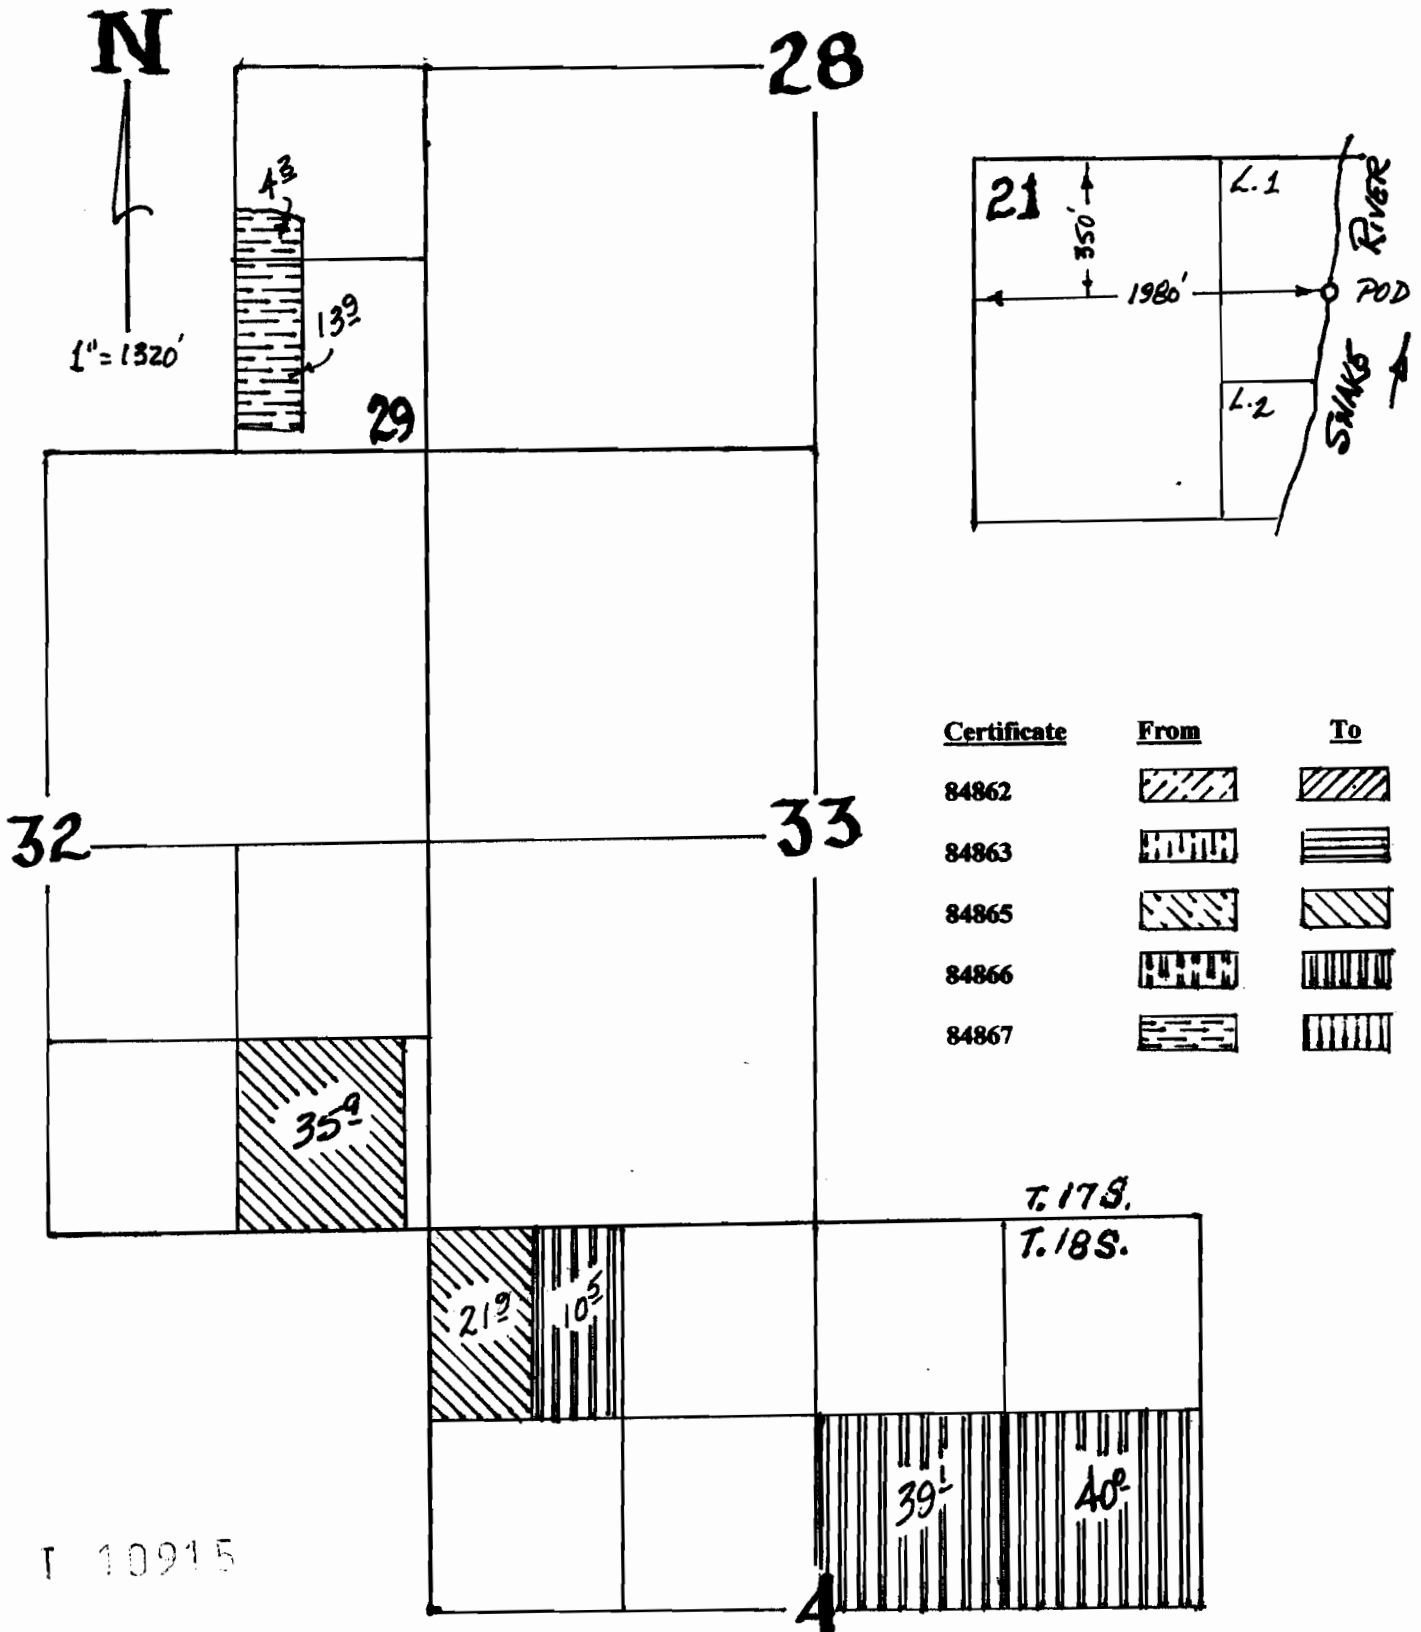 N
28
4.3
1"=1320'
13.9
29
21
L.1
350'
1980'
RIVER
POD
L.2
SNAKE
Certificate From To
84862
84863
84865
84866
84867
32
33
35.9
T. 17 S.
T. 18 S.
21.9
10.5
39.1
40.0
T 10915
4